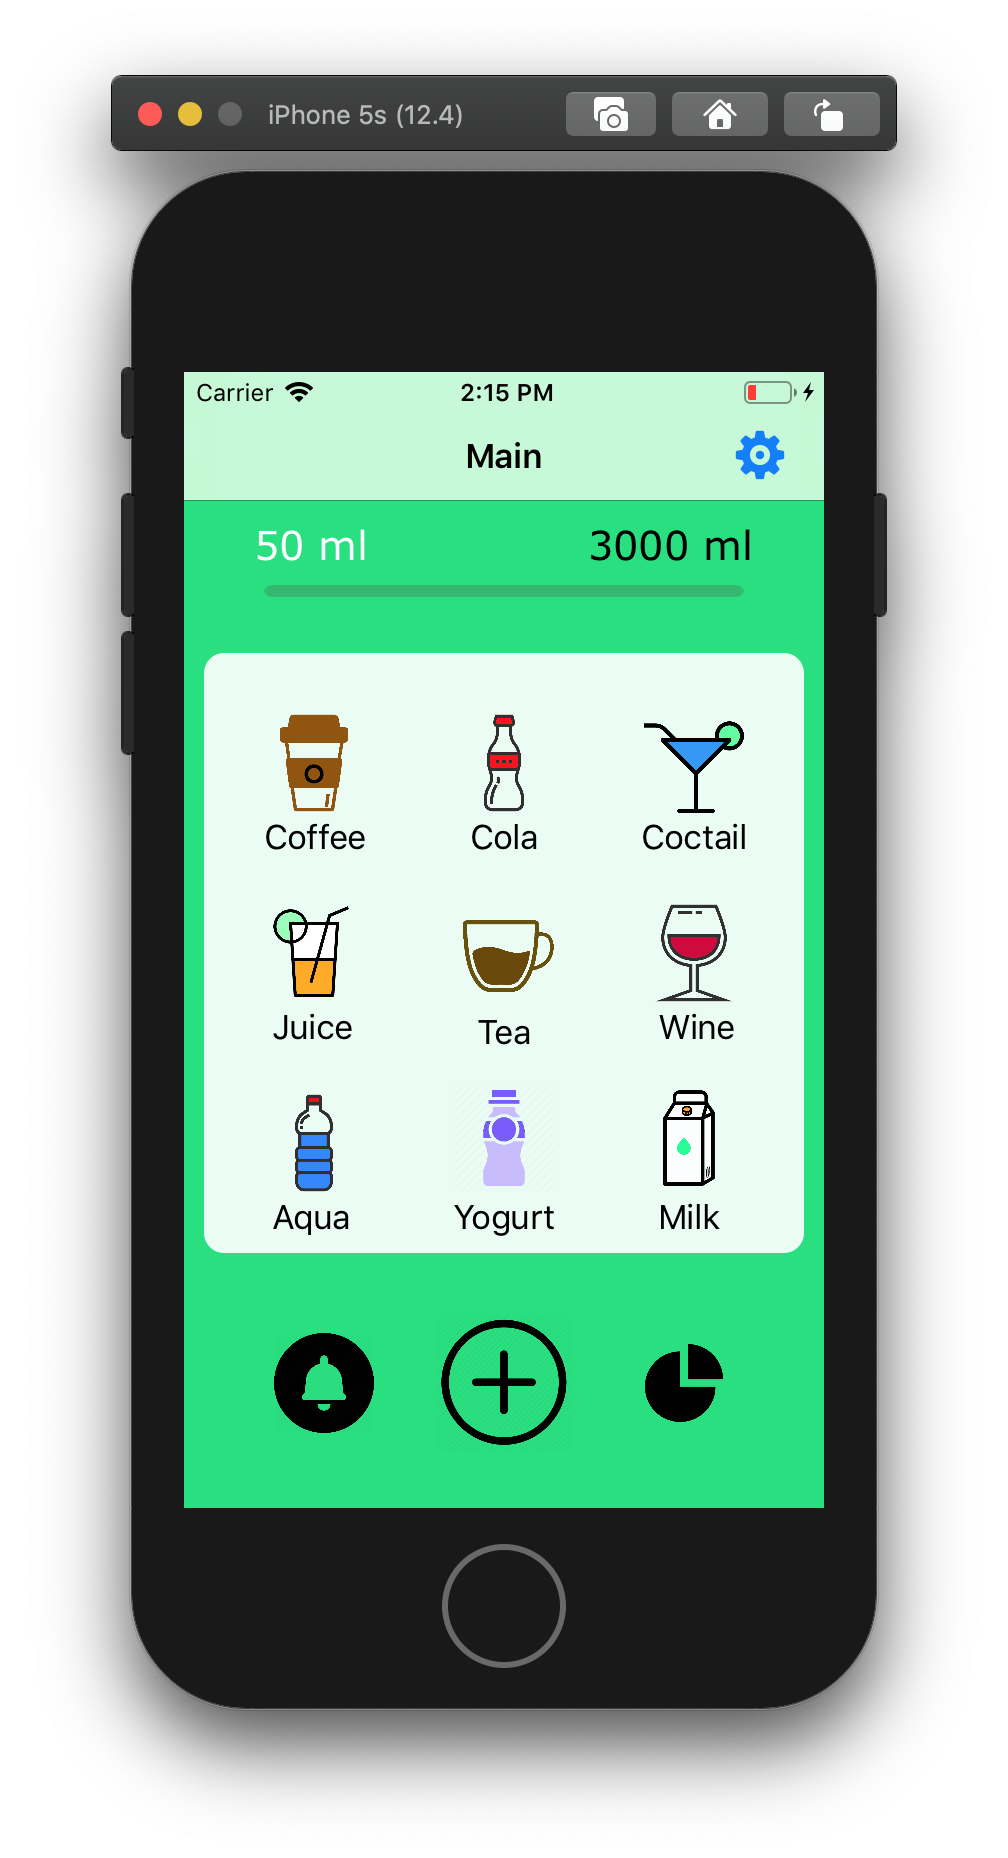 iPhone 5s (12.4)
Carrier 2:15 PM
Main
50 ml 3000 ml
Coffee Cola Coctail
Juice Tea Wine
Aqua Yogurt Milk